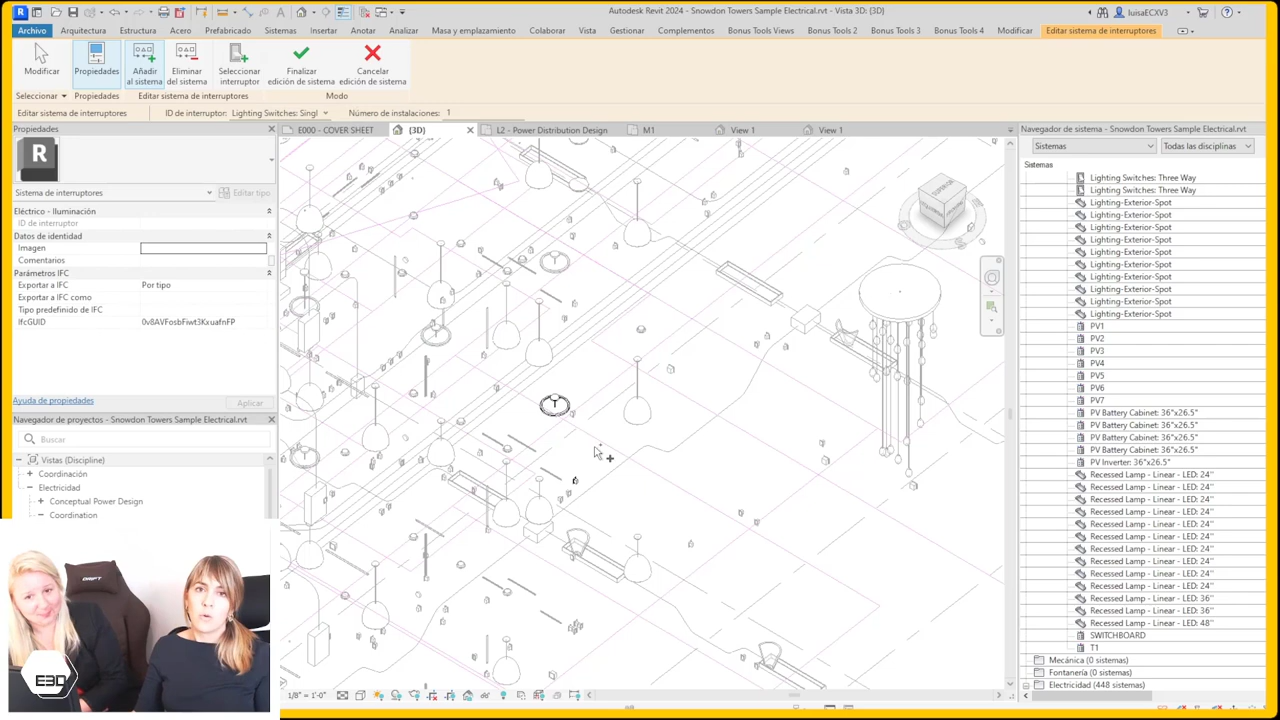 Autodesk Revit 2024 - Snowdon Towers Sample Electrical.rvt - Vista 3D: {3D}
luisaECXV3
Archivo Arquitectura Estructura Acero Prefabricado Sistemas Insertar Anotar Analizar Masa y emplazamiento Colaborar Vista Gestionar Complementos Bonus Tools Views Bonus Tools 2 Bonus Tools 3 Bonus Tools 4 Modificar Editar sistema de interruptores
Modificar Propiedades Añadir al sistema Eliminar del sistema Seleccionar interruptor Finalizar edición de sistema Cancelar edición de sistema
Seleccionar Propiedades Editar sistema de interruptores Modo
Editar sistema de interruptores ID de interruptor: Lighting Switches: Singl Número de instalaciones: 1
Propiedades
R
Sistema de interruptores Editar tipo
Eléctrico - Iluminación
ID de interruptor
Datos de identidad
Imagen
Comentarios
Parámetros IFC
Exportar a IFC Por tipo
Exportar a IFC como
Tipo predefinido de IFC
IfcGUID 0v8AVFosbFiwt3KxuafnFP
Ayuda de propiedades Aplicar
Navegador de proyectos - Snowdon Towers Sample Electrical.rvt
Buscar
Vistas (Discipline)
Coordinación
Electricidad
Conceptual Power Design
Coordination
E000 - COVER SHEET {3D} L2 - Power Distribution Design M1 View 1 View 1
1/8" = 1'-0"
Navegador de sistema - Snowdon Towers Sample Electrical.rvt
Sistemas Todas las disciplinas
Sistemas
Lighting Switches: Three Way
Lighting Switches: Three Way
Lighting-Exterior-Spot
Lighting-Exterior-Spot
Lighting-Exterior-Spot
Lighting-Exterior-Spot
Lighting-Exterior-Spot
Lighting-Exterior-Spot
Lighting-Exterior-Spot
Lighting-Exterior-Spot
Lighting-Exterior-Spot
Lighting-Exterior-Spot
PV1
PV2
PV3
PV4
PV5
PV6
PV7
PV Battery Cabinet: 36"x26.5"
PV Battery Cabinet: 36"x26.5"
PV Battery Cabinet: 36"x26.5"
PV Battery Cabinet: 36"x26.5"
PV Inverter: 36"x26.5"
Recessed Lamp - Linear - LED: 24"
Recessed Lamp - Linear - LED: 24"
Recessed Lamp - Linear - LED: 24"
Recessed Lamp - Linear - LED: 24"
Recessed Lamp - Linear - LED: 24"
Recessed Lamp - Linear - LED: 24"
Recessed Lamp - Linear - LED: 24"
Recessed Lamp - Linear - LED: 24"
Recessed Lamp - Linear - LED: 24"
Recessed Lamp - Linear - LED: 24"
Recessed Lamp - Linear - LED: 36"
Recessed Lamp - Linear - LED: 36"
Recessed Lamp - Linear - LED: 48"
SWITCHBOARD
T1
Mecánica (0 sistemas)
Fontanería (0 sistemas)
Electricidad (448 sistemas)
DRIFT
E3D